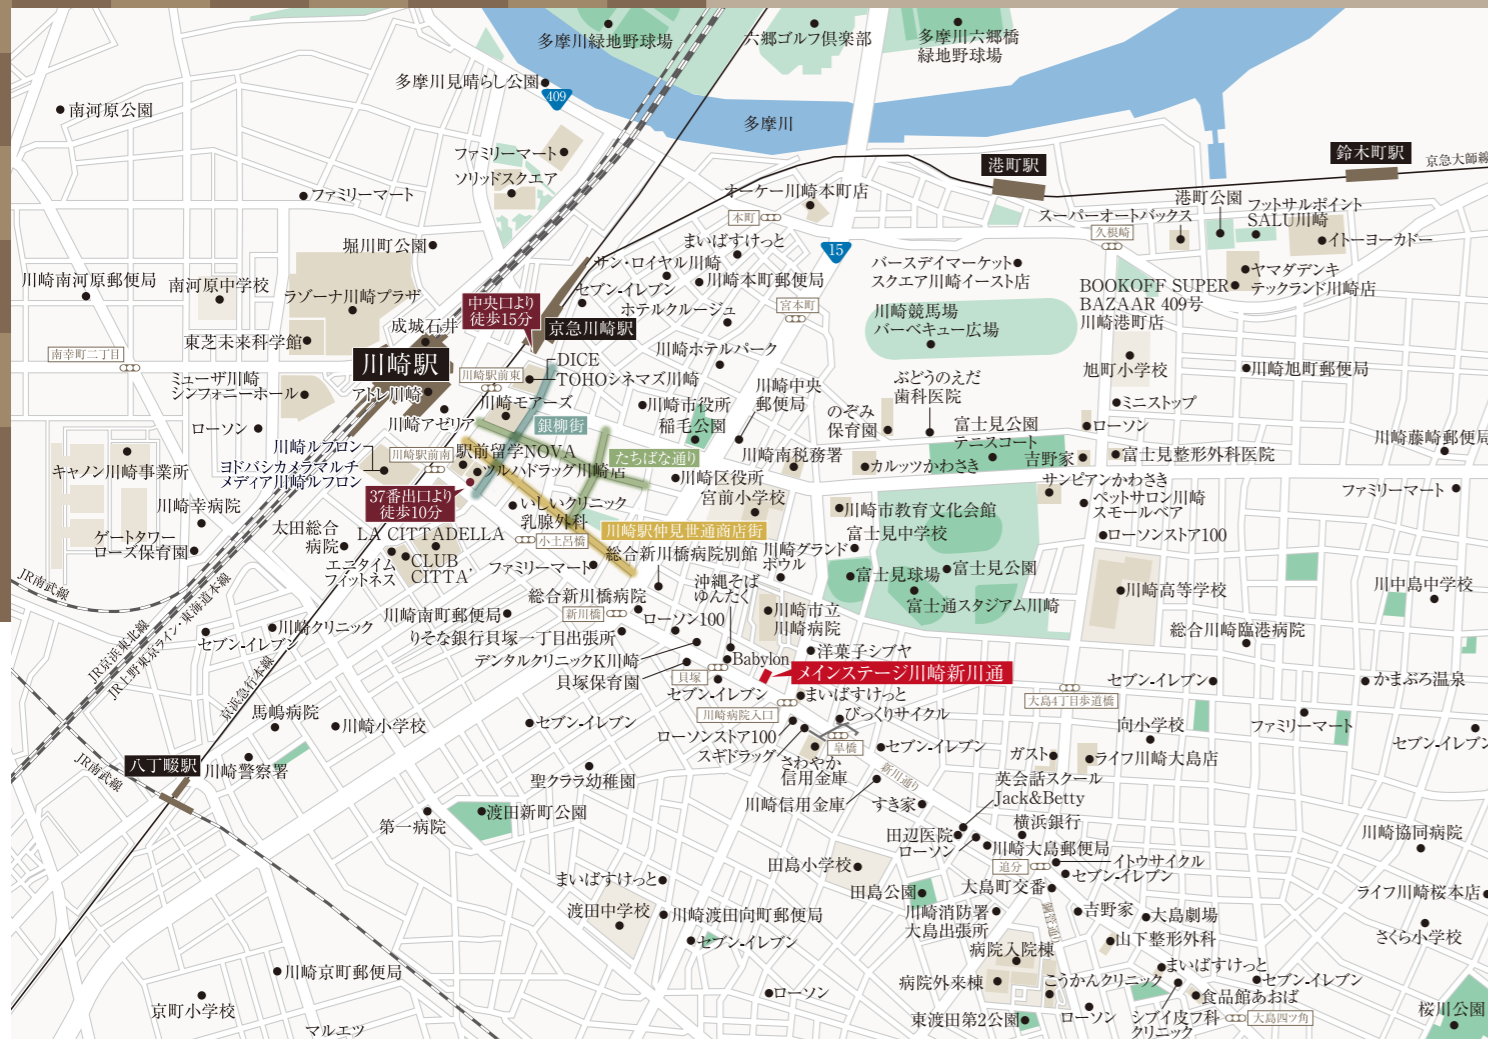 多摩川緑地野球場
六郷ゴルフ倶楽部
多摩川六郷橋
緑地野球場
多摩川見晴らし公園
409
南河原公園
多摩川
ファミリーマート
ソリッドスクエア
港町駅
鈴木町駅
京急大師線
ファミリーマート
オーケー川崎本町店
本町
港町公園
フットサルポイント
SALU川崎
スーパーオートバックス
久根崎
イトーヨーカドー
堀川町公園
まいばすけっと
15
サン・ロイヤル川崎
川崎本町郵便局
バースデイマーケット
スクエア川崎イースト店
ヤマダデンキ
テックランド川崎店
川崎南河原郵便局
南河原中学校
ラゾーナ川崎プラザ
中央口より
徒歩15分
セブン-イレブン
ホテルクルージュ
宮本町
川崎競馬場
バーベキュー広場
BOOKOFF SUPER
BAZAAR 409号
川崎港町店
成城石井
京急川崎駅
東芝未来科学館
南幸町二丁目
川崎駅
DICE
TOHOシネマズ川崎
川崎駅前東
川崎ホテルパーク
旭町小学校
川崎旭町郵便局
ミューザ川崎
シンフォニーホール
アトレ川崎
川崎モアーズ
川崎中央
郵便局
ぶどうのえだ
歯科医院
ミニストップ
ローソン
川崎アゼリア
銀柳街
川崎市役所
稲毛公園
のぞみ
保育園
富士見公園
テニスコート
ローソン
川崎藤崎郵便局
川崎ルフロン
ヨドバシカメラマルチ
メディア川崎ルフロン
川崎駅前南
駅前留学NOVA
ツルハドラッグ川崎店
たちばな通り
川崎南税務署
カルッツかわさき
吉野家
富士見整形外科医院
キヤノン川崎事業所
川崎区役所
サンピアンかわさき
ファミリーマート
37番出口より
徒歩10分
川崎幸病院
宮前小学校
ペットサロン川崎
スモールベア
いしいクリニック
乳腺外科
川崎市教育文化会館
太田総合
病院
LA CITTADELLA
小土呂橋
川崎駅仲見世通商店街
富士見中学校
ローソンストア100
ゲートタワー
ローズ保育園
CLUB
CITTA'
エニタイム
フィットネス
ファミリーマート
総合新川橋病院別館
川崎グランド
ボウル
富士見球場
富士見公園
富士通スタジアム川崎
川崎高等学校
川中島中学校
JR南武線
沖縄そば
ゆんたく
総合新川橋病院
新川橋
川崎南町郵便局
ローソン100
川崎市立
川崎病院
JR京浜東北線
JR上野東京ライン・東海道本線
京浜急行本線
川崎クリニック
セブン-イレブン
りそな銀行貝塚一丁目出張所
総合川崎臨港病院
デンタルクリニックK川崎
貝塚保育園
Babylon
貝塚
洋菓子シブヤ
メインステージ川崎新川通
セブン-イレブン
セブン-イレブン
かまぶろ温泉
まいばすけっと
大島4丁目歩道橋
馬嶋病院
川崎小学校
セブン-イレブン
川崎病院入口
びっくりサイクル
ローソンストア100
スギドラッグ
皐橋
セブン-イレブン
向小学校
ファミリーマート
セブン-イレブン
ガスト
ライフ川崎大島店
八丁畷駅
JR南武線
川崎警察署
聖クララ幼稚園
さわやか
信用金庫
新川通り
英会話スクール
Jack&Betty
川崎信用金庫
すき家
渡田新町公園
第一病院
横浜銀行
川崎協同病院
田辺医院
ローソン
川崎大島郵便局
イトウサイクル
田島小学校
追分
セブン-イレブン
まいばすけっと
田島公園
大島町交番
ライフ川崎桜本店
渡田中学校
川崎渡田向町郵便局
川崎消防署
大島出張所
吉野家
大島劇場
さくら小学校
セブン-イレブン
山下整形外科
病院入院棟
川崎京町郵便局
病院外来棟
こうかんクリニック
まいばすけっと
セブン-イレブン
京町小学校
ローソン
食品館あおば
桜川公園
東渡田第2公園
ローソン
シブイ皮フ科
クリニック
大島四ツ角
マルエツ